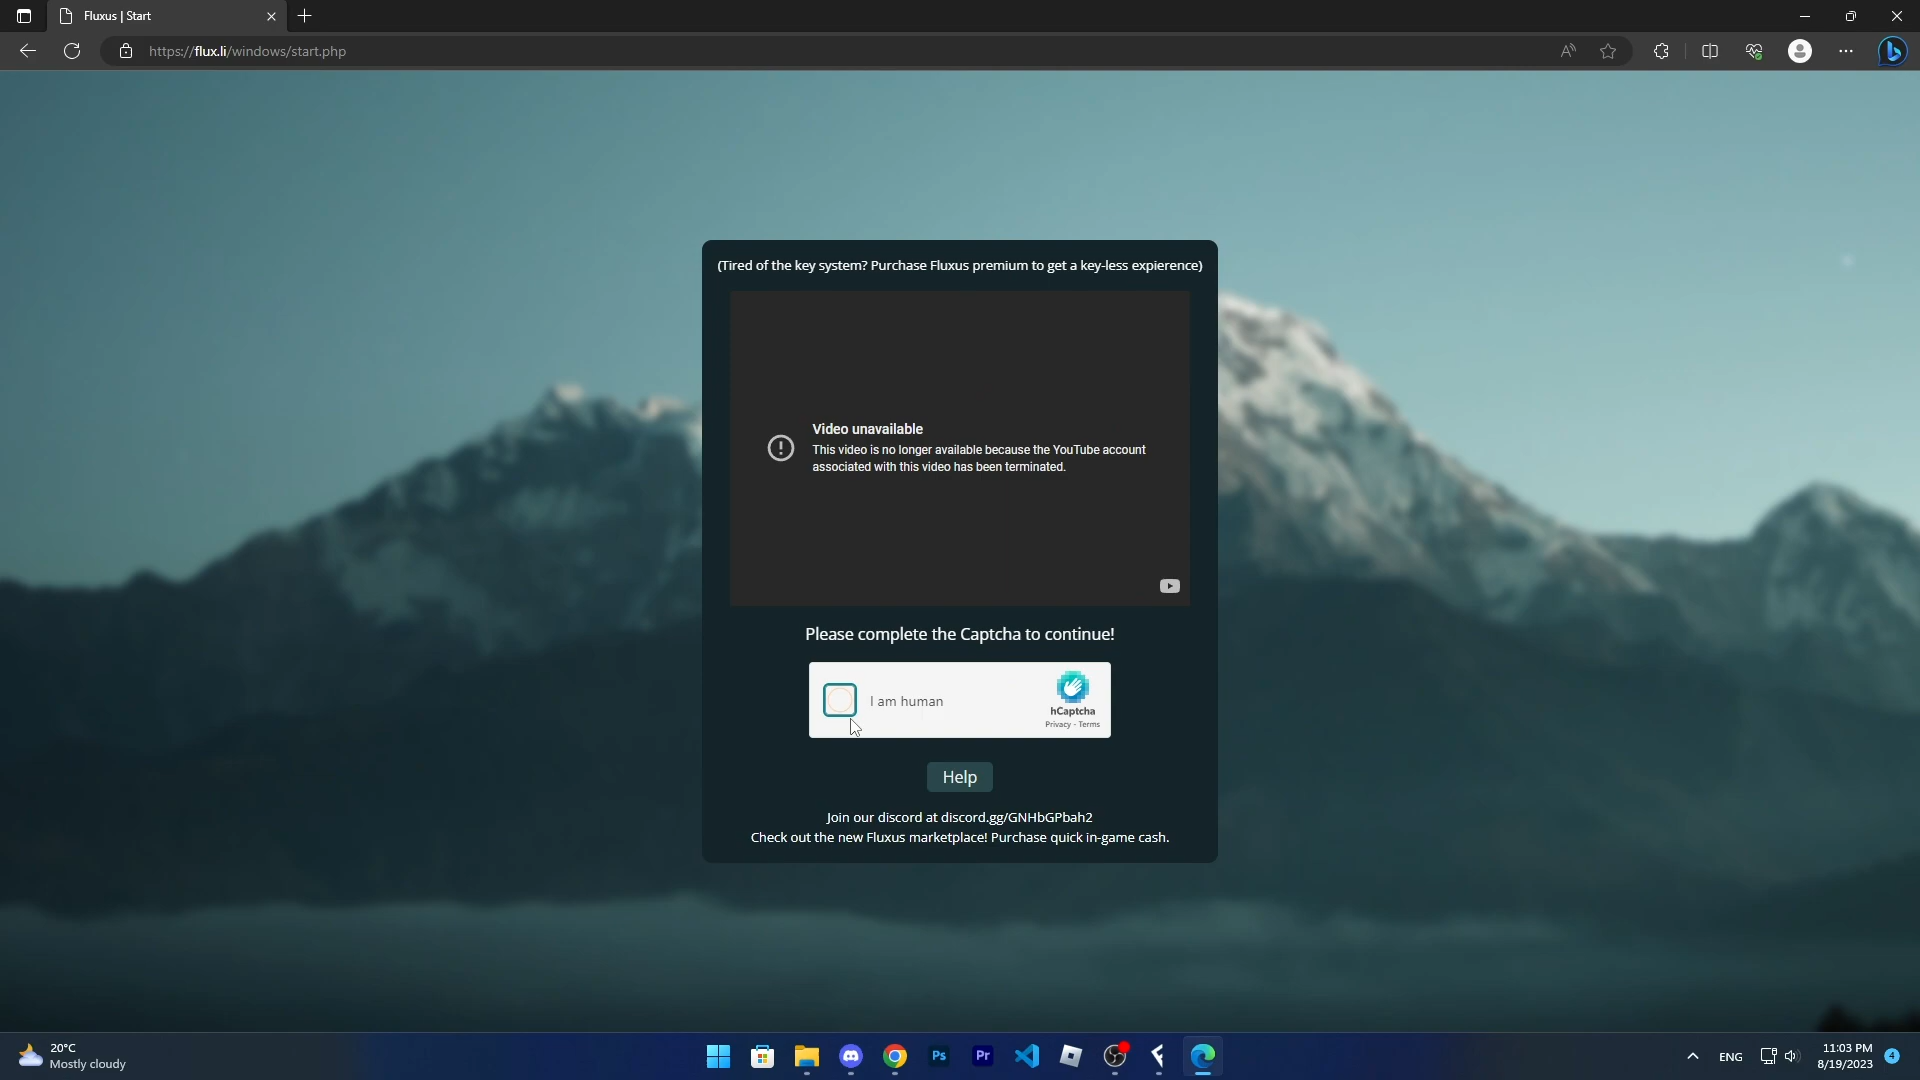 Fluxus | Start
https://flux.li/windows/start.php
(Tired of the key system? Purchase Fluxus premium to get a key-less expierence)
Video unavailable
This video is no longer available because the YouTube account
associated with this video has been terminated.
Please complete the Captcha to continue!
I am human
hCaptcha
Privacy - Terms
Help
Join our discord at discord.gg/GNHbGPbah2
Check out the new Fluxus marketplace! Purchase quick in-game cash.
20°C
Mostly cloudy
Ps
Pr
ENG
11:03 PM
8/19/2023
4